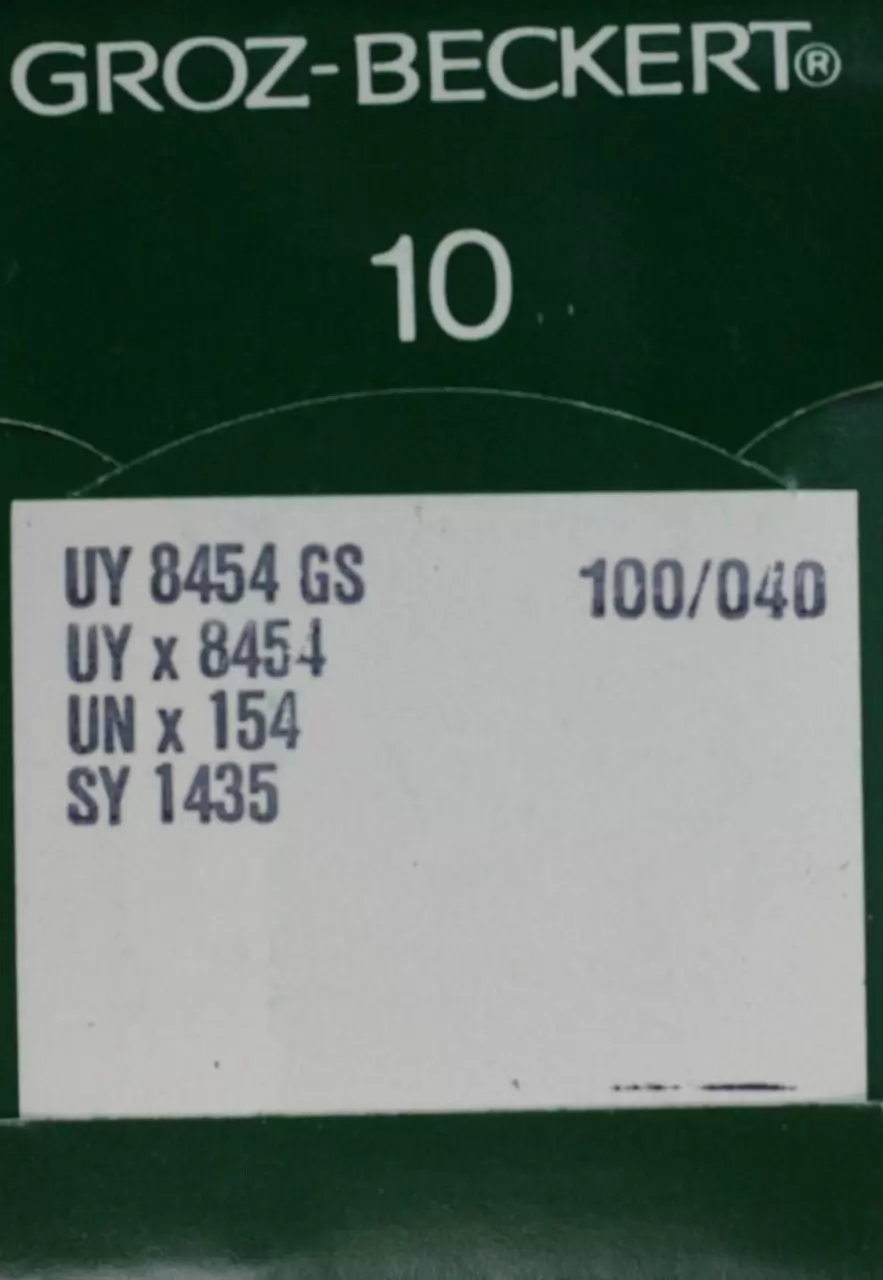 GROZ-BECKERT®
10
UY 8454 GS 100/040
UY x 8454
UN x 154
SY 1435